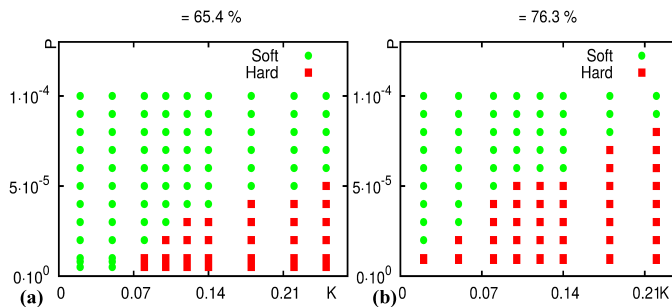 = 65.4 %
= 76.3 %
P
Soft
Hard
1·10⁻⁴
5·10⁻⁵
0·10⁰
(a)
0
0.07
0.14
0.21
K
P
Soft
Hard
1·10⁻⁴
5·10⁻⁵
0·10⁰
(b)
0
0.07
0.14
0.21K